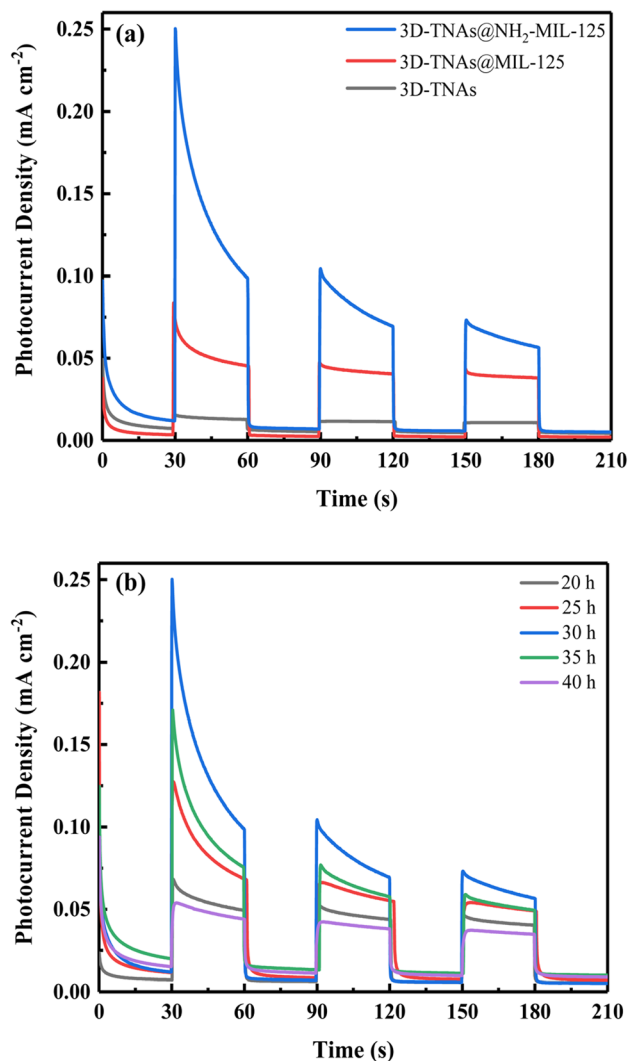 (a)
3D-TNAs@NH₂-MIL-125
3D-TNAs@MIL-125
3D-TNAs
Photocurrent Density (mA cm⁻²)
0.25
0.20
0.15
0.10
0.05
0.00
0 30 60 90 120 150 180 210
Time (s)
(b)
20 h
25 h
30 h
35 h
40 h
Photocurrent Density (mA cm⁻²)
0.25
0.20
0.15
0.10
0.05
0.00
0 30 60 90 120 150 180 210
Time (s)